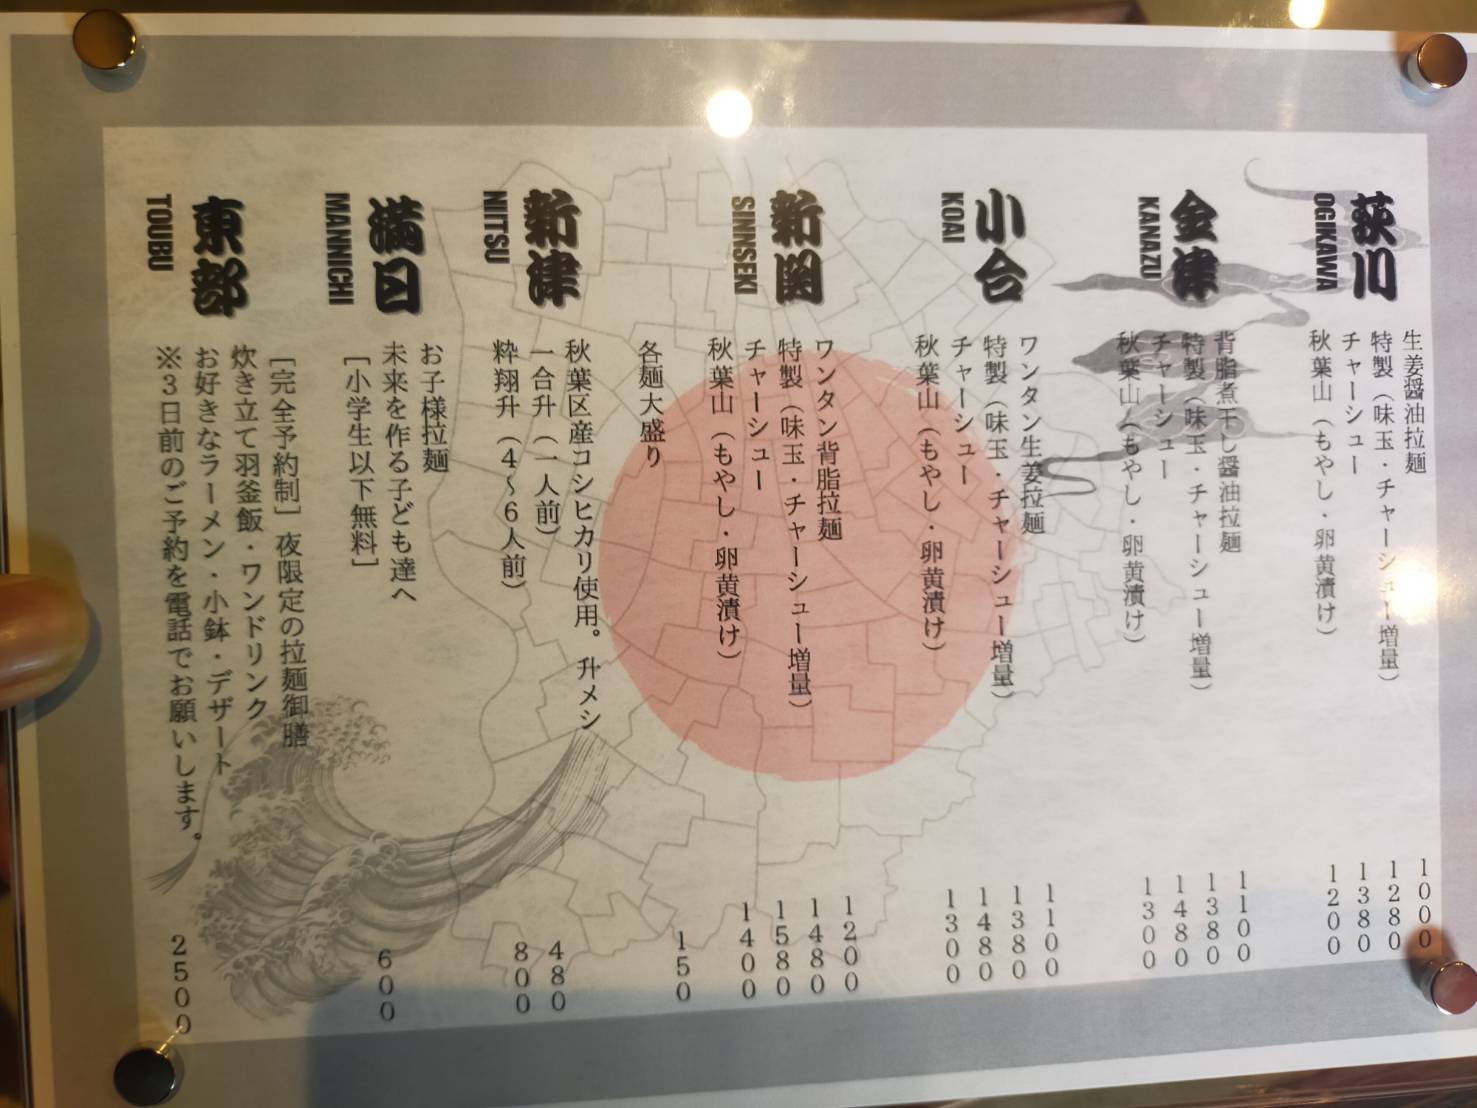 荻川
OGIKAWA
生姜醤油拉麺 1000
特製（味玉・チャーシュー増量） 1280
チャーシュー 1380
秋葉山（もやし・卵黄漬け） 1200
金津
KANAZU
背脂煮干し醤油拉麺 1100
特製（味玉・チャーシュー増量） 1380
チャーシュー 1480
秋葉山（もやし・卵黄漬け） 1300
小合
KOAI
ワンタン生姜拉麺 1100
特製（味玉・チャーシュー増量） 1380
チャーシュー 1480
秋葉山（もやし・卵黄漬け） 1300
新関
SINNSEKI
ワンタン背脂拉麺 1200
特製（味玉・チャーシュー増量） 1480
チャーシュー 1580
秋葉山（もやし・卵黄漬け） 1400
各麺大盛り 150
新津
NIITSU
秋葉区産コシヒカリ使用。升メシ
一合升（一人前） 480
粋翔升（4～6人前） 800
満日
MANNICHI
お子様拉麺
未来を作る子ども達へ 600
［小学生以下無料］
東部
TOUBU
［完全予約制］夜限定の拉麺御膳
炊き立て羽釜飯・ワンドリンク
お好きなラーメン・小鉢・デザート
※3日前のご予約を電話でお願いします。 2500